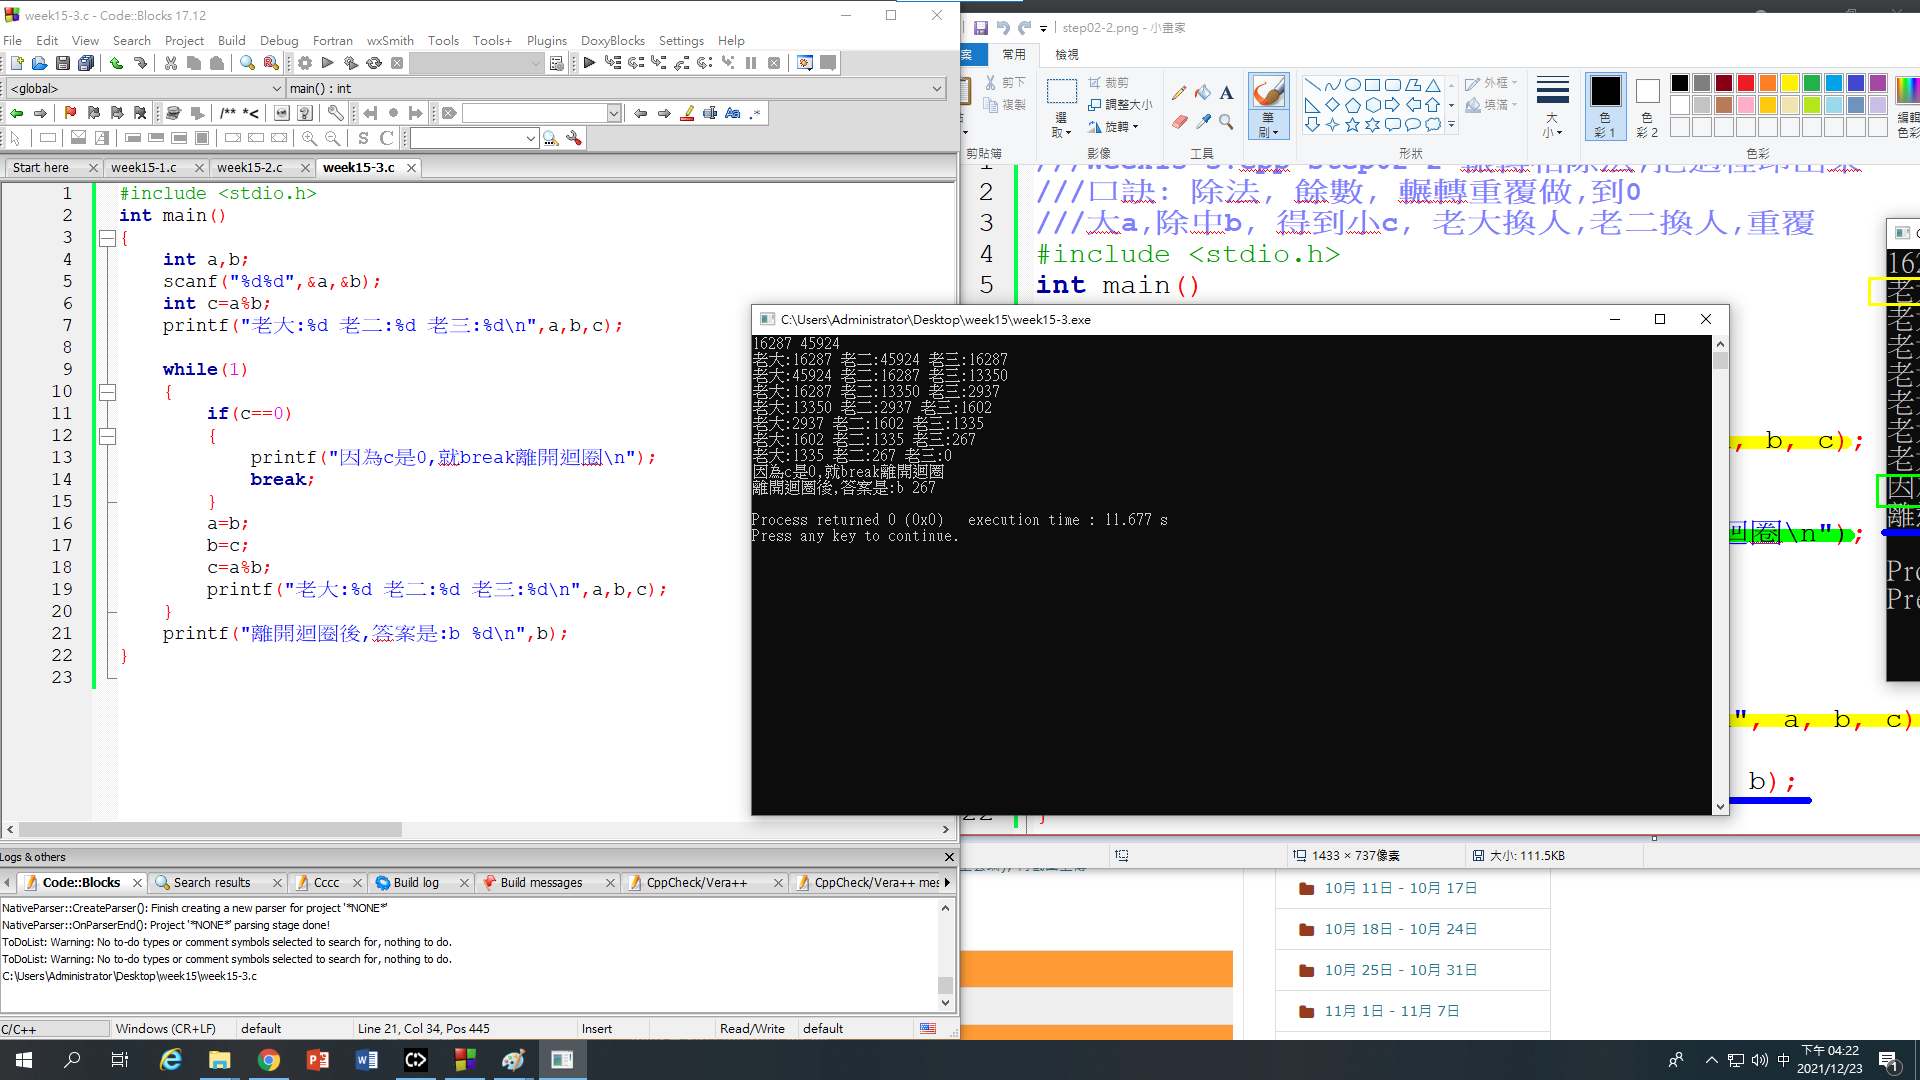 week15-3.c - Code::Blocks 17.12
File Edit View Search Project Build Debug Fortran wxSmith Tools Tools+ Plugins DoxyBlocks Settings Help
<global>
main() : int
Start here
week15-1.c
week15-2.c
week15-3.c
1 #include <stdio.h>
2 int main()
3 {
4 int a,b;
5 scanf("%d%d",&a,&b);
6 int c=a%b;
7 printf("老大:%d 老二:%d 老三:%d\n",a,b,c);
8
9 while(1)
10 {
11 if(c==0)
12 {
13 printf("因為c是0,就break離開迴圈\n");
14 break;
15 }
16 a=b;
17 b=c;
18 c=a%b;
19 printf("老大:%d 老二:%d 老三:%d\n",a,b,c);
20 }
21 printf("離開迴圈後,答案是:b %d\n",b);
22 }
23
Logs & others
Code::Blocks
Search results
Cccc
Build log
Build messages
CppCheck/Vera++
CppCheck/Vera++ mes
NativeParser::CreateParser(): Finish creating a new parser for project '*NONE*'
NativeParser::OnParserEnd(): Project '*NONE*' parsing stage done!
ToDoList: Warning: No to-do types or comment symbols selected to search for, nothing to do.
ToDoList: Warning: No to-do types or comment symbols selected to search for, nothing to do.
C:\Users\Administrator\Desktop\week15\week15-3.c
C/C++ Windows (CR+LF) default Line 21, Col 34, Pos 445 Insert Read/Write default
step02-2.png - 小畫家
案 常用 檢視
剪下
複製
剪貼簿
選取
裁剪
調整大小
旋轉
影像
工具
筆刷
外框
填滿
形狀
大小
色彩 1
色彩 2
編輯色彩
色彩
2 ///口訣: 除法, 餘數, 輾轉重覆做,到0
3 ///大a,除中b, 得到小c, 老大換人,老二換人,重覆
4 #include <stdio.h>
5 int main()
, b, c);
迴圈\n");
", a, b, c)
b);
22 }
162
老
老
老
老
老
老
老
因
離
Pro
Pre
C:\Users\Administrator\Desktop\week15\week15-3.exe
16287 45924
老大:16287 老二:45924 老三:16287
老大:45924 老二:16287 老三:13350
老大:16287 老二:13350 老三:2937
老大:13350 老二:2937 老三:1602
老大:2937 老二:1602 老三:1335
老大:1602 老二:1335 老三:267
老大:1335 老二:267 老三:0
因為c是0,就break離開迴圈
離開迴圈後,答案是:b 267
Process returned 0 (0x0) execution time : 11.677 s
Press any key to continue.
1433 × 737像素
大小: 111.5KB
10月 11日 - 10月 17日
10月 18日 - 10月 24日
10月 25日 - 10月 31日
11月 1日 - 11月 7日
中
下午 04:22
2021/12/23
1